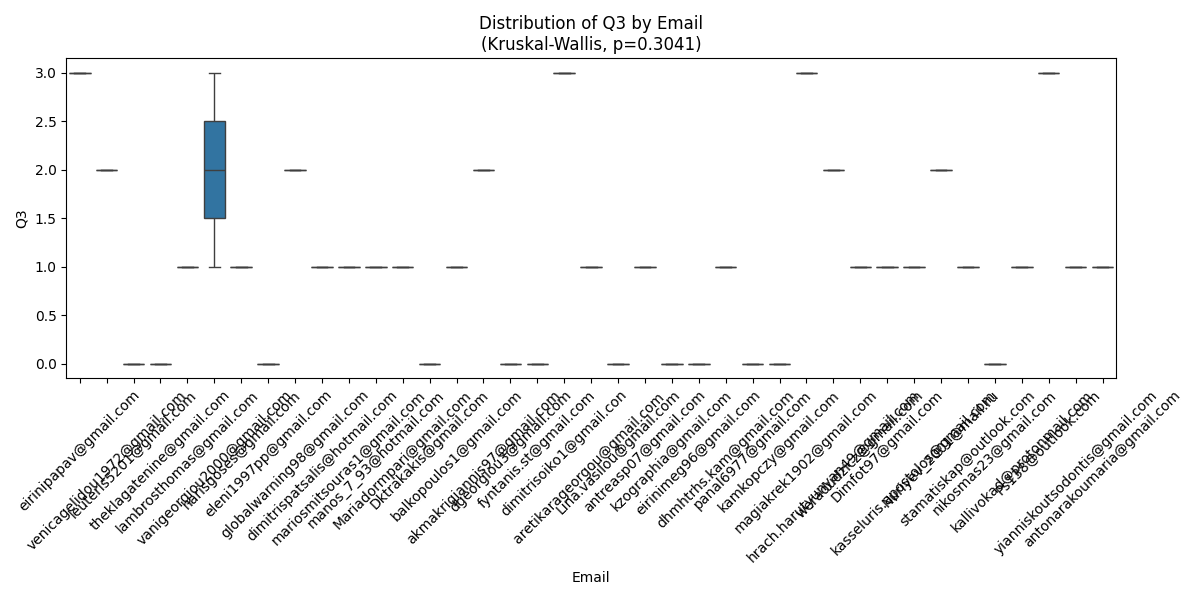 Distribution of Q3 by Email
(Kruskal-Wallis, p=0.3041)
Q3
3.0
2.5
2.0
1.5
1.0
0.5
0.0
eirinipapav@gmail.com
venicagelidou1972@gmail.com
theklagatenine@gmail.com
lambrosthomas@gmail.com
vanigeorgiou2000@gmail.com
eleni1997pp@gmail.com
globalwarning98@gmail.com
dimitrispatsalis@hotmail.com
mariosmitsouras1@gmail.com
manos_7_93@hotmail.com
Mariadormpari@gmail.com
Dktrakakis@gmail.com
balkopoulos1@gmail.com
akmakrigiannis97@gmail.com
fyntanis.st@gmail.com
dimitrisoiko1@gmail.con
aretikarageorgou@gmail.com
Lina.vasilou@gmail.com
antreasp07@gmail.com
kzographia@gmail.com
eirinimeg96@gmail.com
dhmhtrhs.kam@gmail.com
panal6977@gmail.com
kamkopczy@gmail.com
magiakrek1902@gmail.com
Dimfot97@gmail.com
stamatiskap@outlook.com
nikosmas23@gmail.com
yianniskoutsodontis@gmail.com
antonarakoumaria@gmail.com
Email